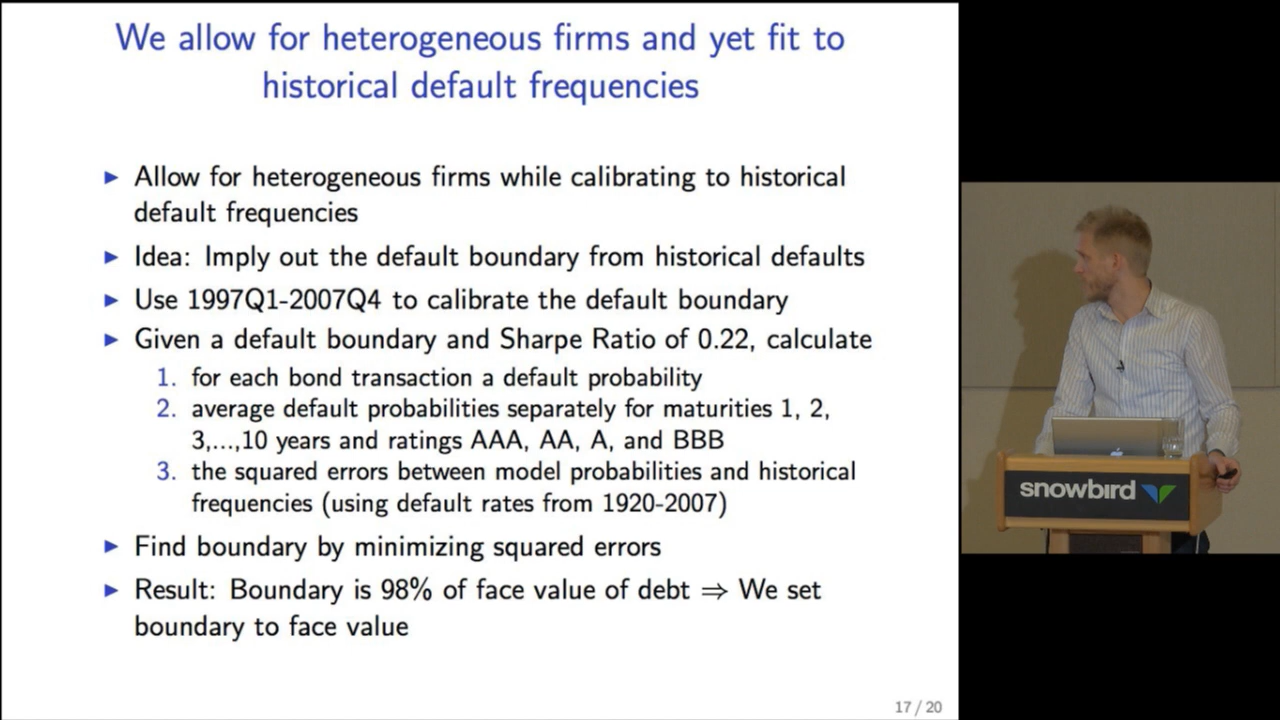 We allow for heterogeneous firms and yet fit to
historical default frequencies
▶ Allow for heterogeneous firms while calibrating to historical
default frequencies
▶ Idea: Imply out the default boundary from historical defaults
▶ Use 1997Q1-2007Q4 to calibrate the default boundary
▶ Given a default boundary and Sharpe Ratio of 0.22, calculate
1. for each bond transaction a default probability
2. average default probabilities separately for maturities 1, 2,
3,...,10 years and ratings AAA, AA, A, and BBB
3. the squared errors between model probabilities and historical
frequencies (using default rates from 1920-2007)
▶ Find boundary by minimizing squared errors
▶ Result: Boundary is 98% of face value of debt ⇒ We set
boundary to face value
17 / 20
snowbird